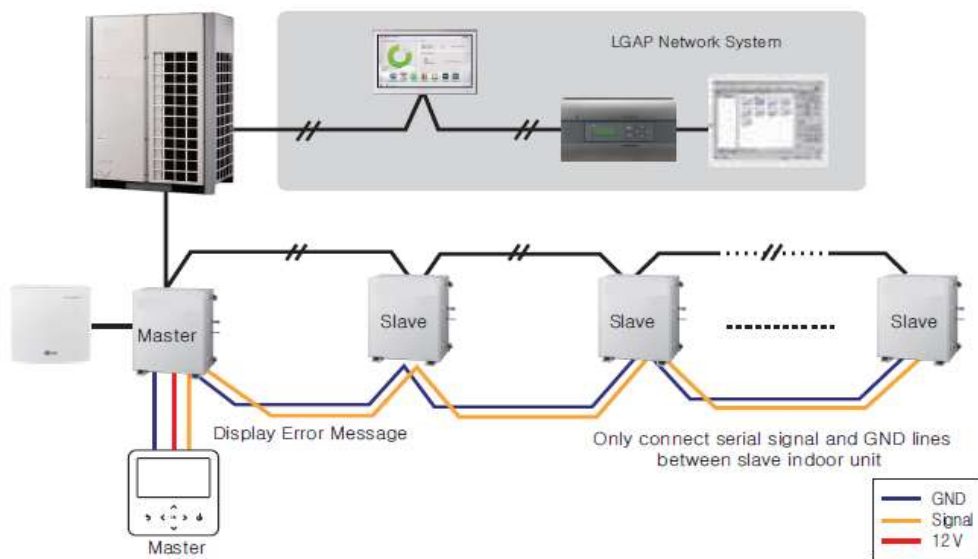 LGAP Network System
Master
Slave
Slave
Slave
Display Error Message
Only connect serial signal and GND lines
between slave indoor unit
Master
GND
Signal
12 V